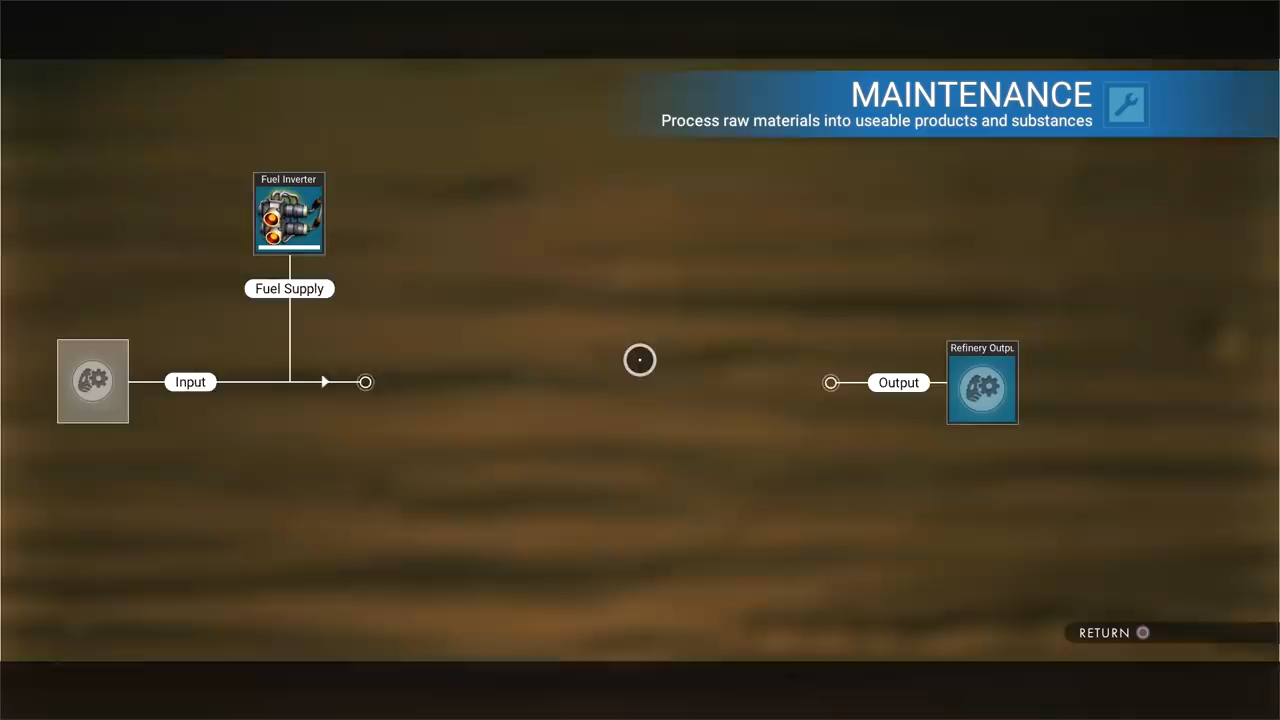 MAINTENANCE
Process raw materials into useable products and substances
Fuel Inverter
Fuel Supply
Refinery Outpu
Input
Output
RETURN